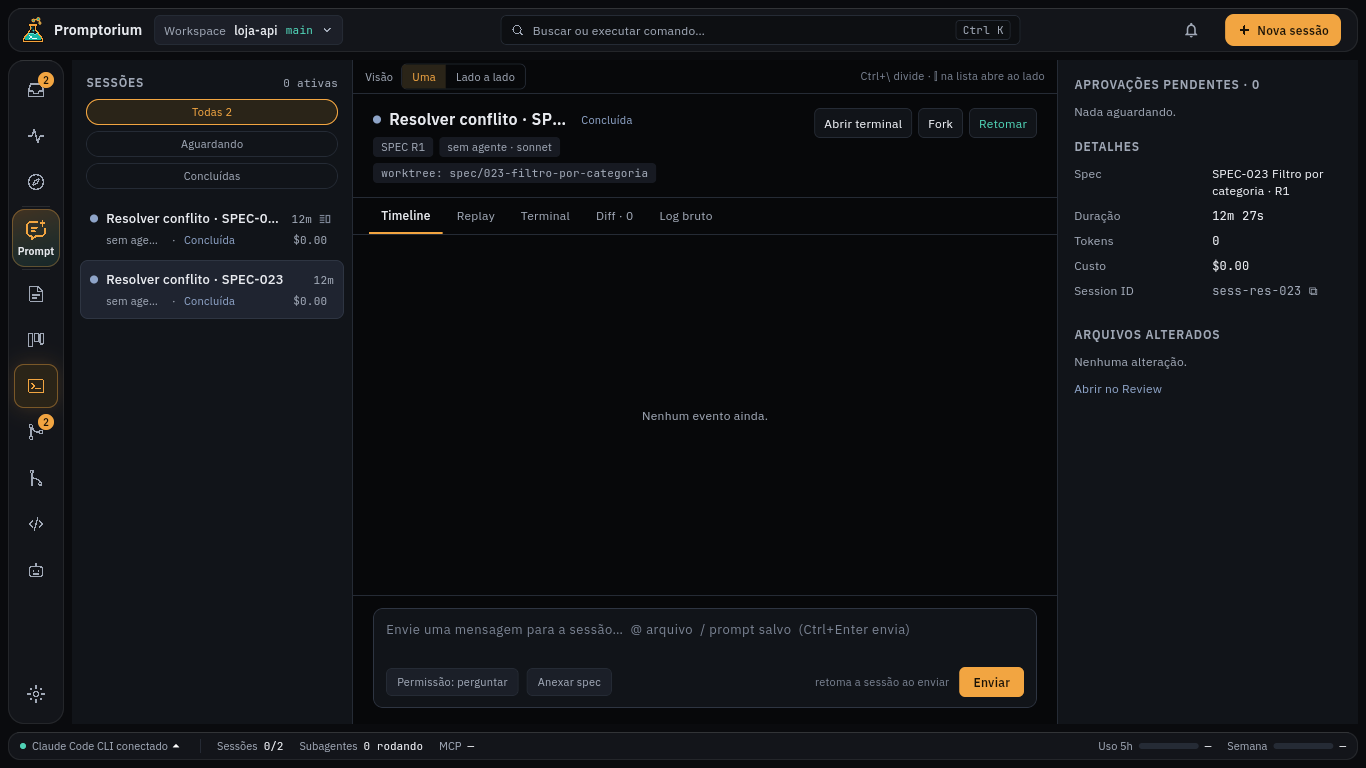 Promptorium
Workspace loja-api main
Buscar ou executar comando...
Ctrl K
+ Nova sessão
2
Prompt
2
SESSÕES
0 ativas
Todas 2
Aguardando
Concluídas
Resolver conflito · SPEC-0... 12m
sem age... · Concluída $0.00
Resolver conflito · SPEC-023 12m
sem age... · Concluída $0.00
Visão Uma Lado a lado
Ctrl+\ divide · ∥ na lista abre ao lado
Resolver conflito · SP... Concluída
Abrir terminal Fork Retomar
SPEC R1 sem agente · sonnet
worktree: spec/023-filtro-por-categoria
Timeline Replay Terminal Diff · 0 Log bruto
Nenhum evento ainda.
Envie uma mensagem para a sessão... @ arquivo / prompt salvo (Ctrl+Enter envia)
Permissão: perguntar Anexar spec
retoma a sessão ao enviar Enviar
APROVAÇÕES PENDENTES · 0
Nada aguardando.
DETALHES
Spec SPEC-023 Filtro por
categoria · R1
Duração 12m 27s
Tokens 0
Custo $0.00
Session ID sess-res-023
ARQUIVOS ALTERADOS
Nenhuma alteração.
Abrir no Review
Claude Code CLI conectado Sessões 0/2 Subagentes 0 rodando MCP —
Uso 5h — Semana —